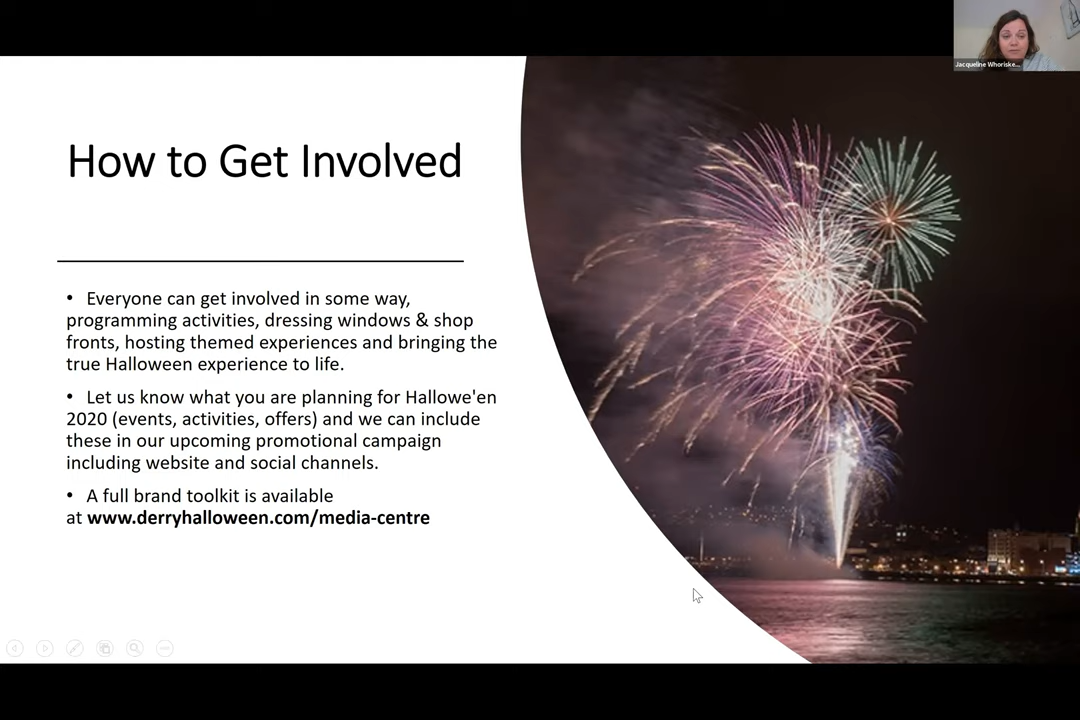 Jacqueline Whoriske...
How to Get Involved
• Everyone can get involved in some way,
programming activities, dressing windows & shop
fronts, hosting themed experiences and bringing the
true Halloween experience to life.
• Let us know what you are planning for Hallowe'en
2020 (events, activities, offers) and we can include
these in our upcoming promotional campaign
including website and social channels.
• A full brand toolkit is available
at www.derryhalloween.com/media-centre